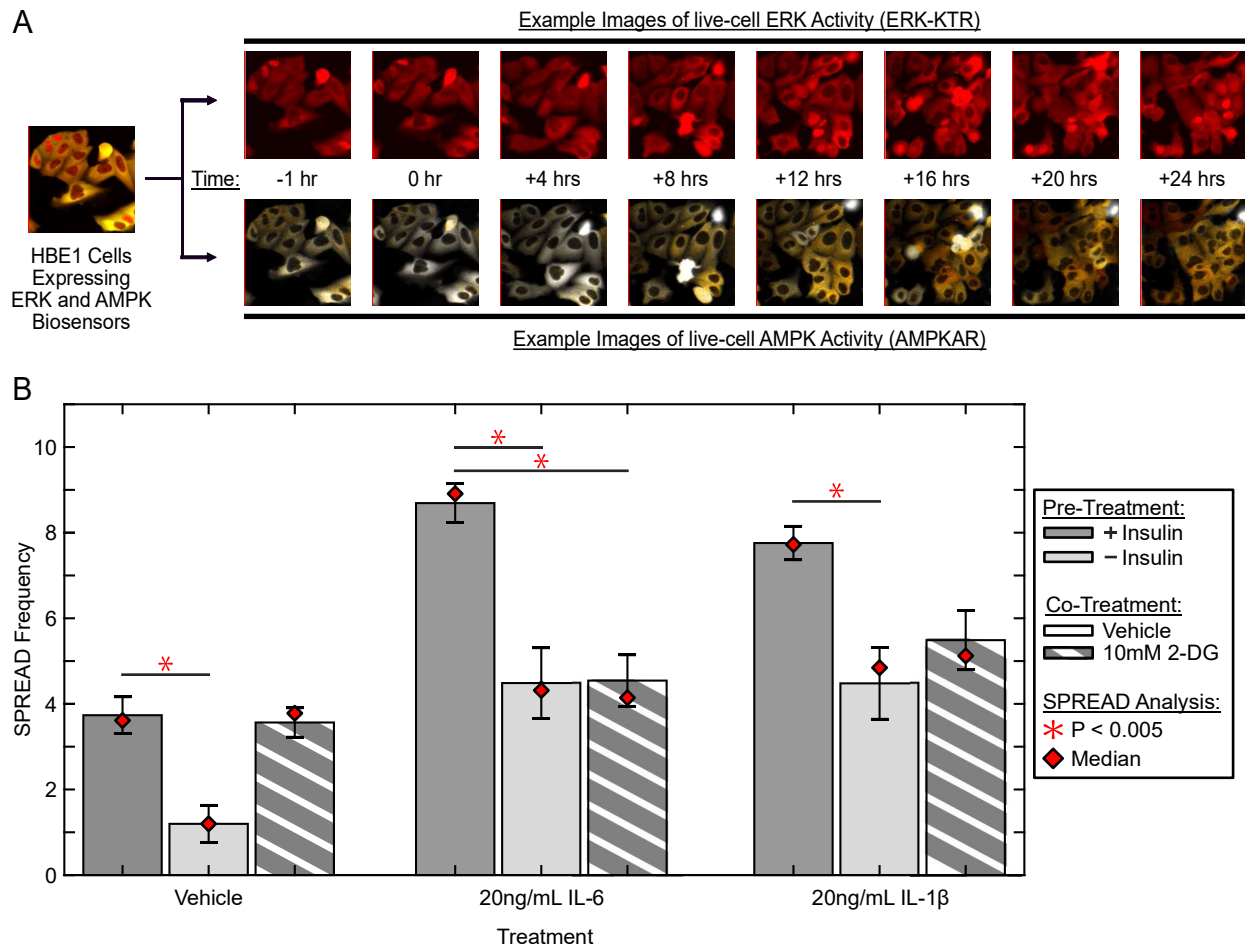 A
Example Images of live-cell ERK Activity (ERK-KTR)
Time:
-1 hr
0 hr
+4 hrs
+8 hrs
+12 hrs
+16 hrs
+20 hrs
+24 hrs
HBE1 Cells
Expressing
ERK and AMPK
Biosensors
Example Images of live-cell AMPK Activity (AMPKAR)
B
SPREAD Frequency
10
8
6
4
2
0
Vehicle
20ng/mL IL-6
20ng/mL IL-1β
Treatment
Pre-Treatment:
+ Insulin
− Insulin
Co-Treatment:
Vehicle
10mM 2-DG
SPREAD Analysis:
* P < 0.005
Median